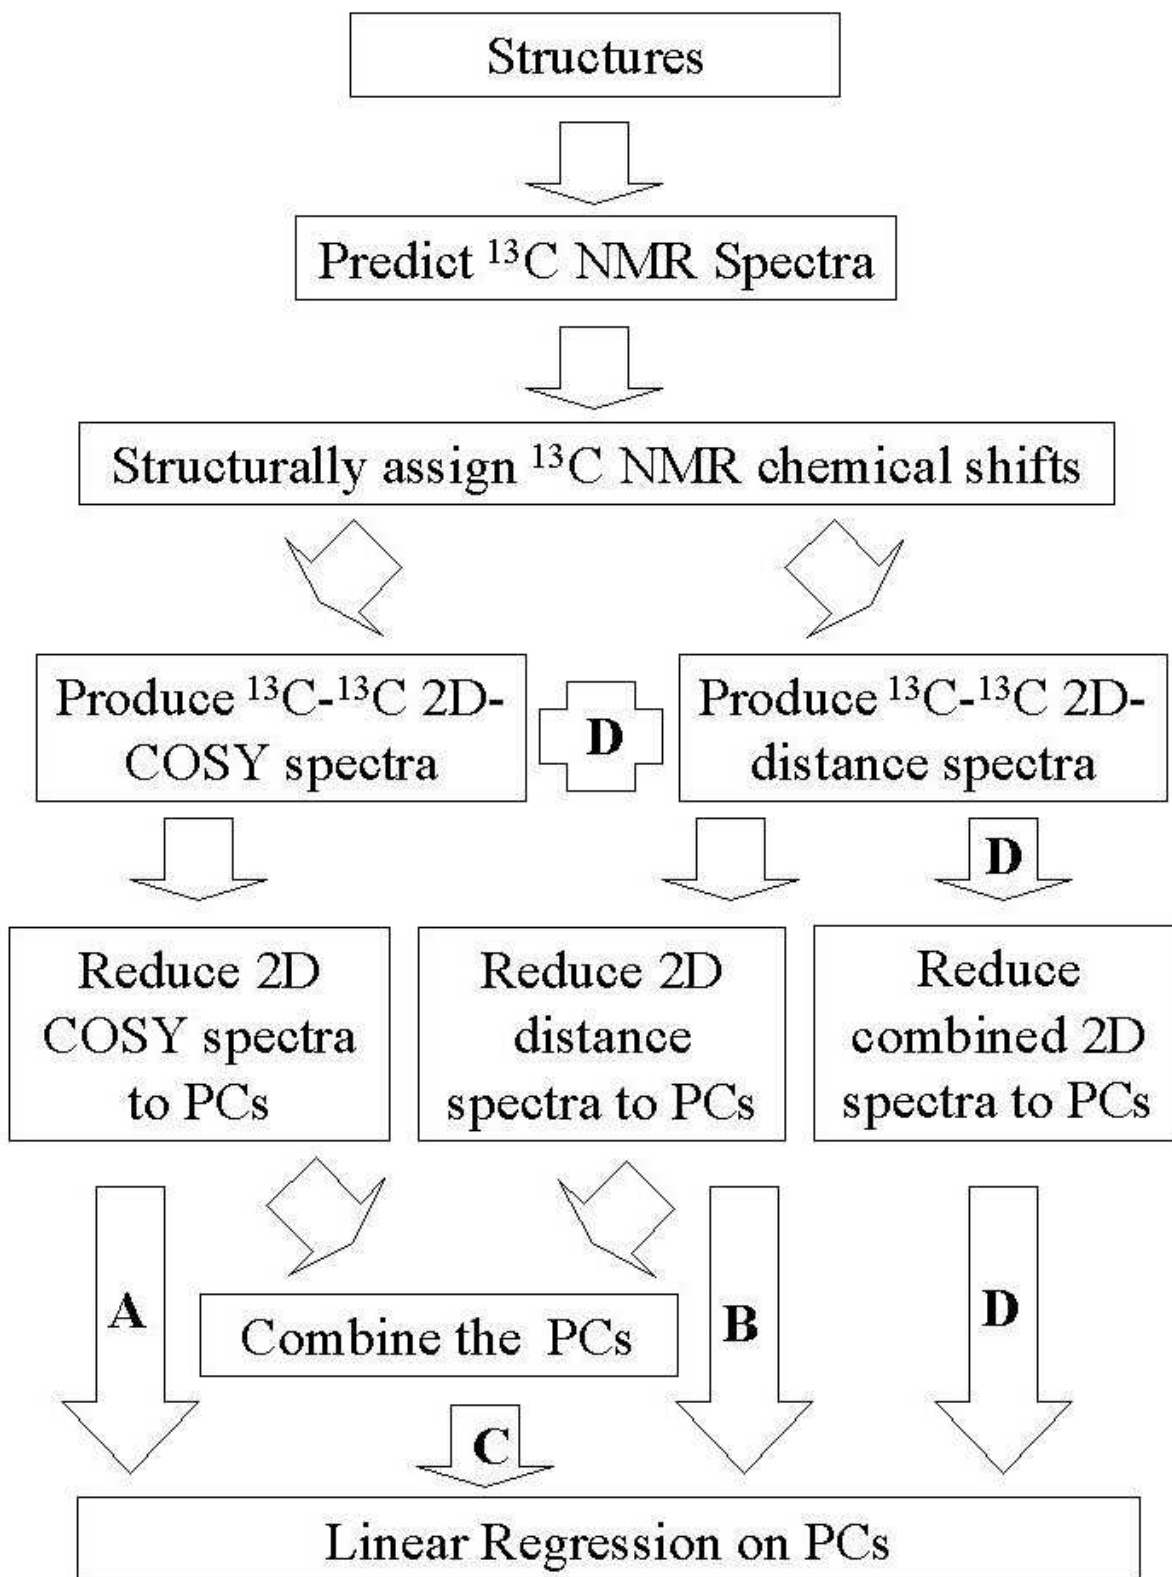 Structures
Predict ¹³C NMR Spectra
Structurally assign ¹³C NMR chemical shifts
Produce ¹³C-¹³C 2D-
COSY spectra
D
Produce ¹³C-¹³C 2D-
distance spectra
D
Reduce 2D
COSY spectra
to PCs
Reduce 2D
distance
spectra to PCs
Reduce
combined 2D
spectra to PCs
A
Combine the PCs
B
D
C
Linear Regression on PCs